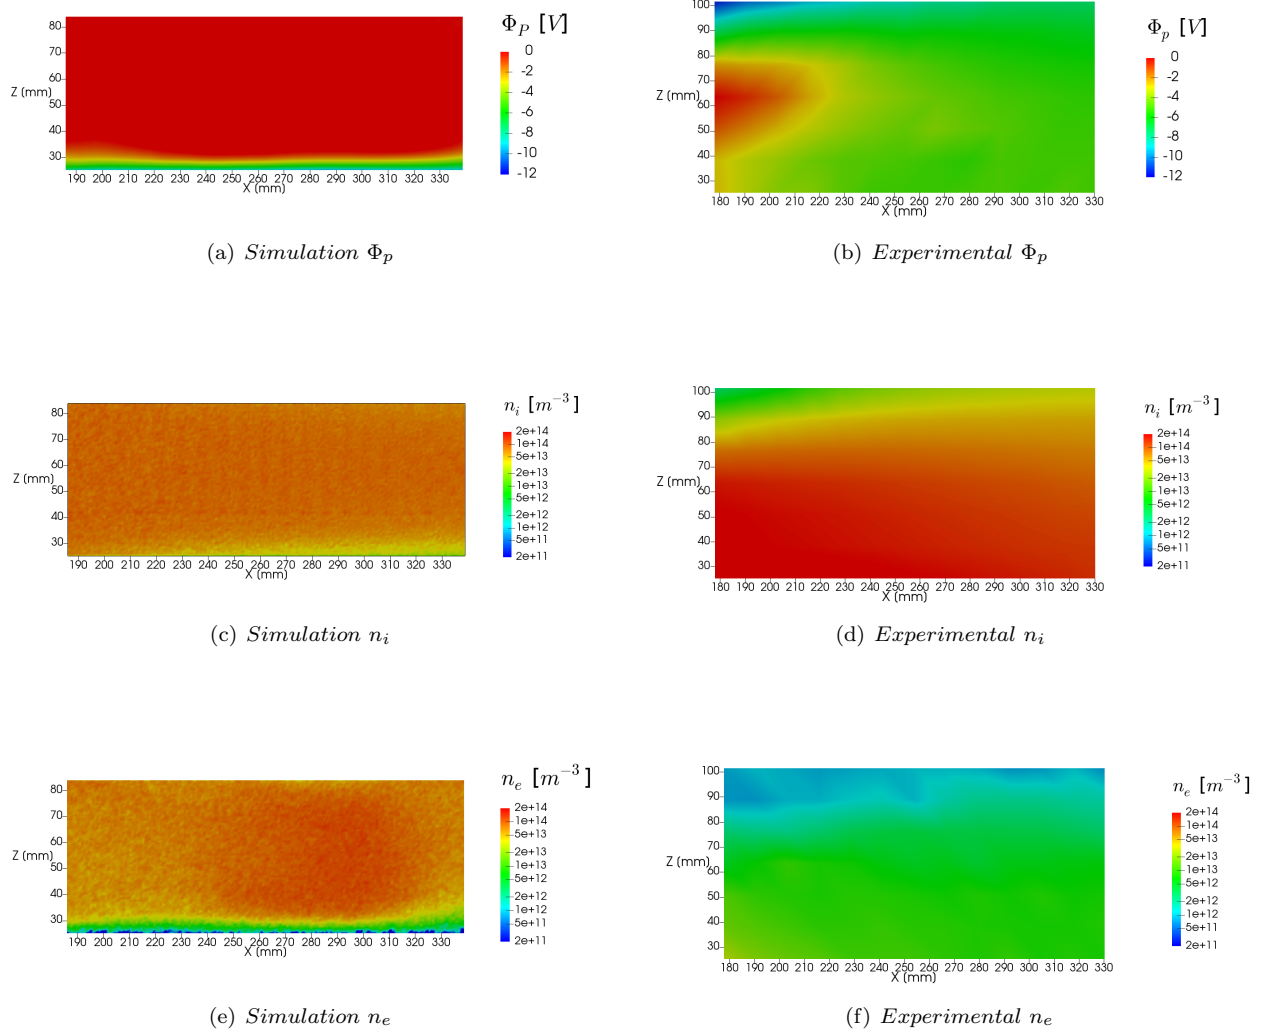 80
70
60
50
40
30
Z (mm)
190 200 210 220 230 240 250 260 270 280 290 300 310 320 330
X (mm)
Φ_P [V]
0
-2
-4
-6
-8
-10
-12
(a) Simulation Φ_p
100
90
80
70
60
50
40
30
Z (mm)
180 190 200 210 220 230 240 250 260 270 280 290 300 310 320 330
X (mm)
Φ_p [V]
0
-2
-4
-6
-8
-10
-12
(b) Experimental Φ_p
80
70
60
50
40
30
Z (mm)
190 200 210 220 230 240 250 260 270 280 290 300 310 320 330
X (mm)
n_i [m^{-3}]
2e+14
1e+14
5e+13
2e+13
1e+13
5e+12
2e+12
1e+12
5e+11
2e+11
(c) Simulation n_i
100
90
80
70
60
50
40
30
Z (mm)
180 190 200 210 220 230 240 250 260 270 280 290 300 310 320 330
X (mm)
n_i [m^{-3}]
2e+14
1e+14
5e+13
2e+13
1e+13
5e+12
2e+12
1e+12
5e+11
2e+11
(d) Experimental n_i
80
70
60
50
40
30
Z (mm)
190 200 210 220 230 240 250 260 270 280 290 300 310 320 330
X (mm)
n_e [m^{-3}]
2e+14
1e+14
5e+13
2e+13
1e+13
5e+12
2e+12
1e+12
5e+11
2e+11
(e) Simulation n_e
100
90
80
70
60
50
40
30
Z (mm)
180 190 200 210 220 230 240 250 260 270 280 290 300 310 320 330
X (mm)
n_e [m^{-3}]
2e+14
1e+14
5e+13
2e+13
1e+13
5e+12
2e+12
1e+12
5e+11
2e+11
(f) Experimental n_e